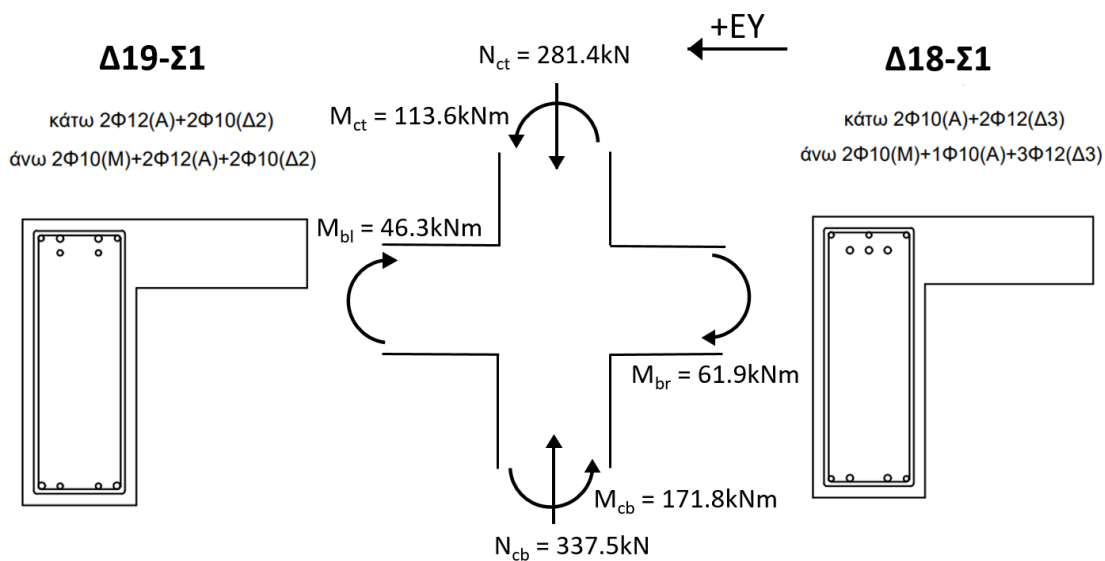 Δ19-Σ1
κάτω 2Φ12(Α)+2Φ10(Δ2)
άνω 2Φ10(Μ)+2Φ12(Α)+2Φ10(Δ2)
+EY
N_ct = 281.4kN
M_ct = 113.6kNm
M_bl = 46.3kNm
M_br = 61.9kNm
M_cb = 171.8kNm
N_cb = 337.5kN
Δ18-Σ1
κάτω 2Φ10(Α)+2Φ12(Δ3)
άνω 2Φ10(Μ)+1Φ10(Α)+3Φ12(Δ3)